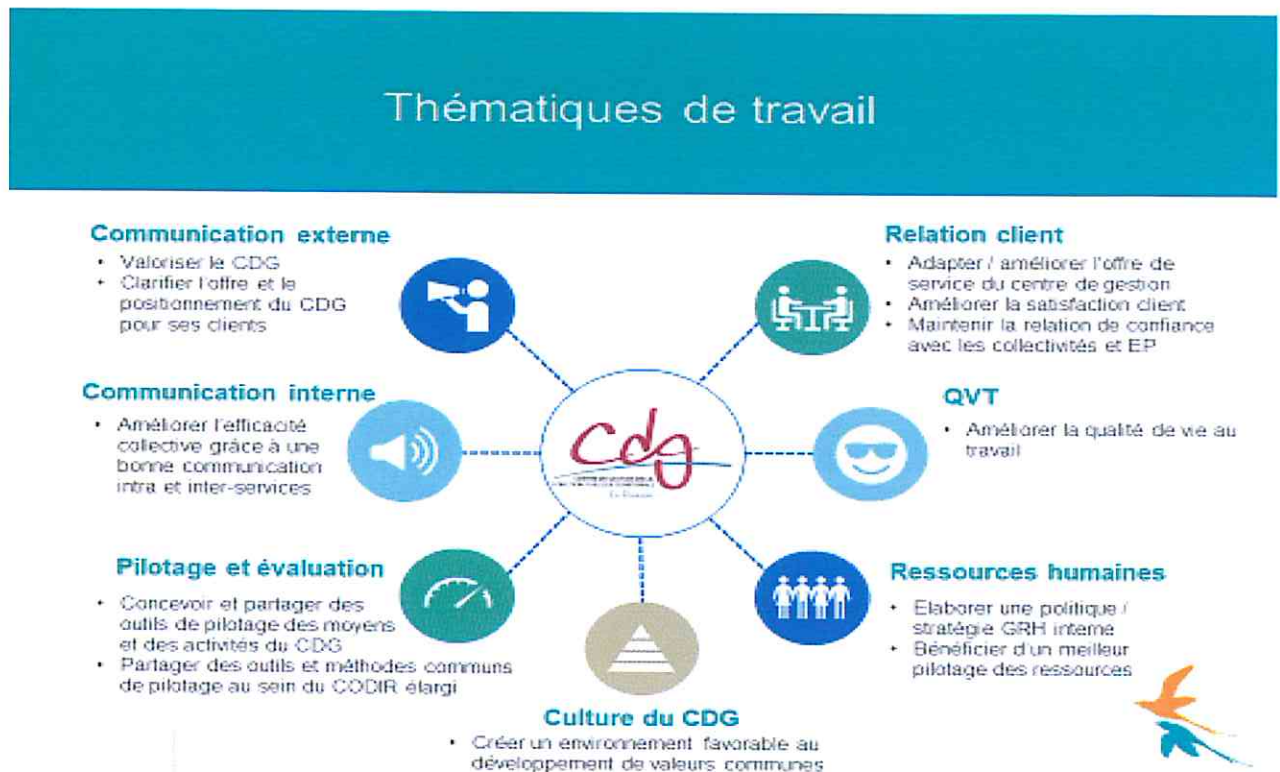 Thématiques de travail
Communication externe
• Valoriser le CDG
• Clarifier l'offre et le
positionnement du CDG
pour ses clients
Relation client
• Adapter / améliorer l'offre de
service du centre de gestion
• Améliorer la satisfaction client
• Maintenir la relation de confiance
avec les collectivités et EP
Communication interne
• Améliorer l'efficacité
collective grâce à une
bonne communication
intra et inter-services
cdg
QVT
• Améliorer la qualité de vie au
travail
Pilotage et évaluation
• Concevoir et partager des
outils de pilotage des moyens
et des activités du CDG
• Partager des outils et méthodes communs
de pilotage au sein du CODIR élargi
Ressources humaines
• Elaborer une politique /
stratégie GRH interne
• Bénéficier d'un meilleur
pilotage des ressources
Culture du CDG
• Créer un environnement favorable au
développement de valeurs communes